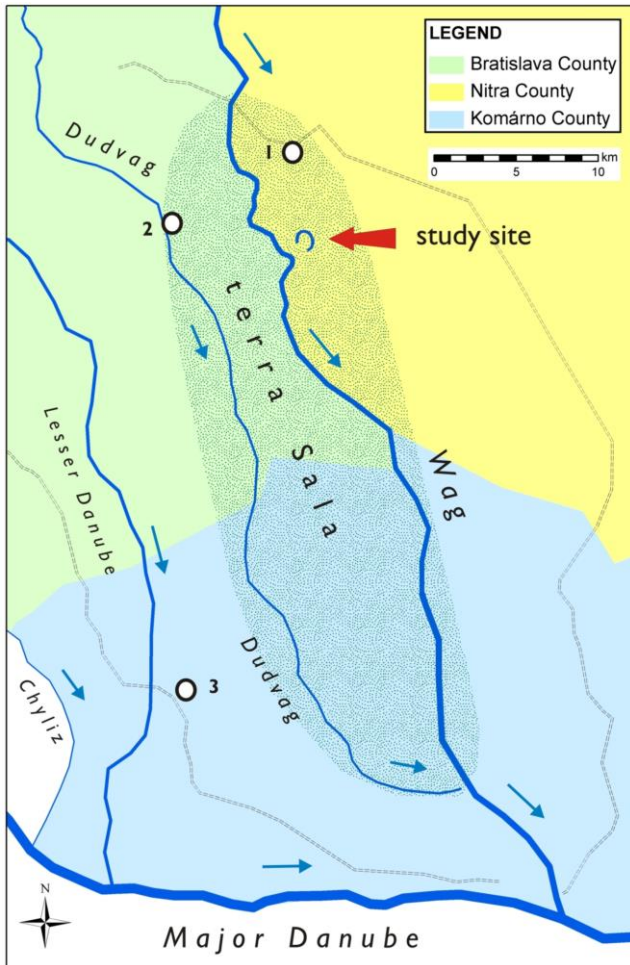 LEGEND
Bratislava County
Nitra County
Komárno County
0 5 10 km
Dudvag
1
2
study site
terra Sala
Lesser Danube
Wag
Dudvag
3
Chyliz
N
Major Danube